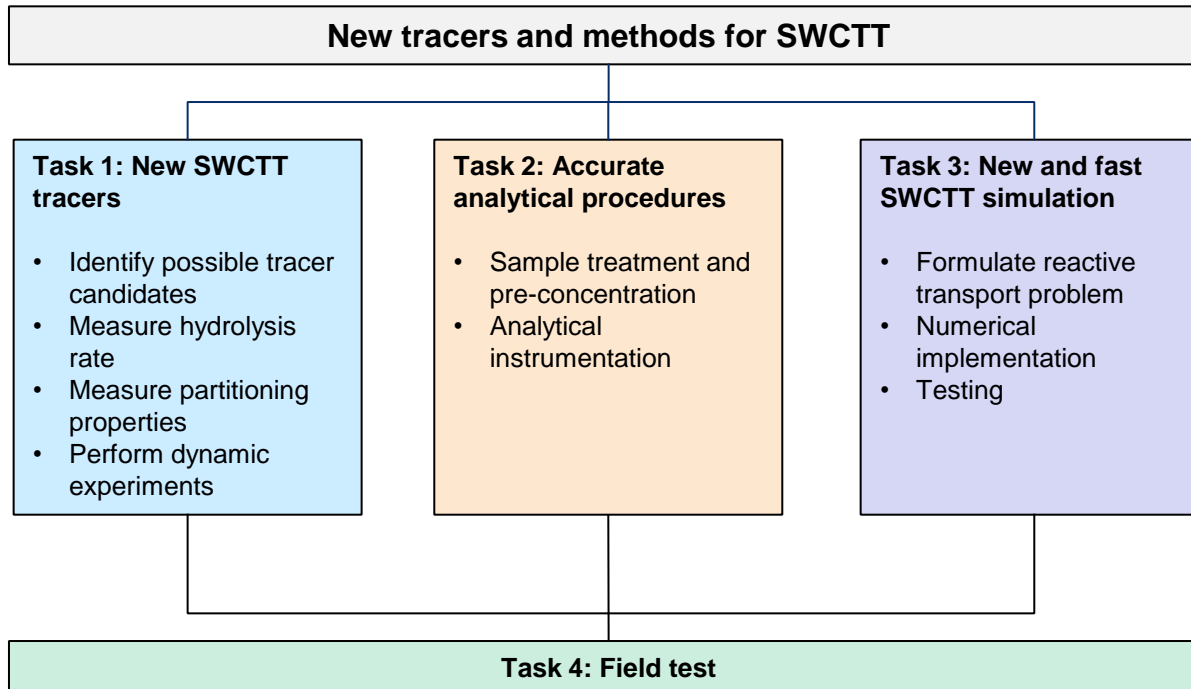 New tracers and methods for SWCTT
Task 1: New SWCTT
tracers
• Identify possible tracer
candidates
• Measure hydrolysis
rate
• Measure partitioning
properties
• Perform dynamic
experiments
Task 2: Accurate
analytical procedures
• Sample treatment and
pre-concentration
• Analytical
instrumentation
Task 3: New and fast
SWCTT simulation
• Formulate reactive
transport problem
• Numerical
implementation
• Testing
Task 4: Field test